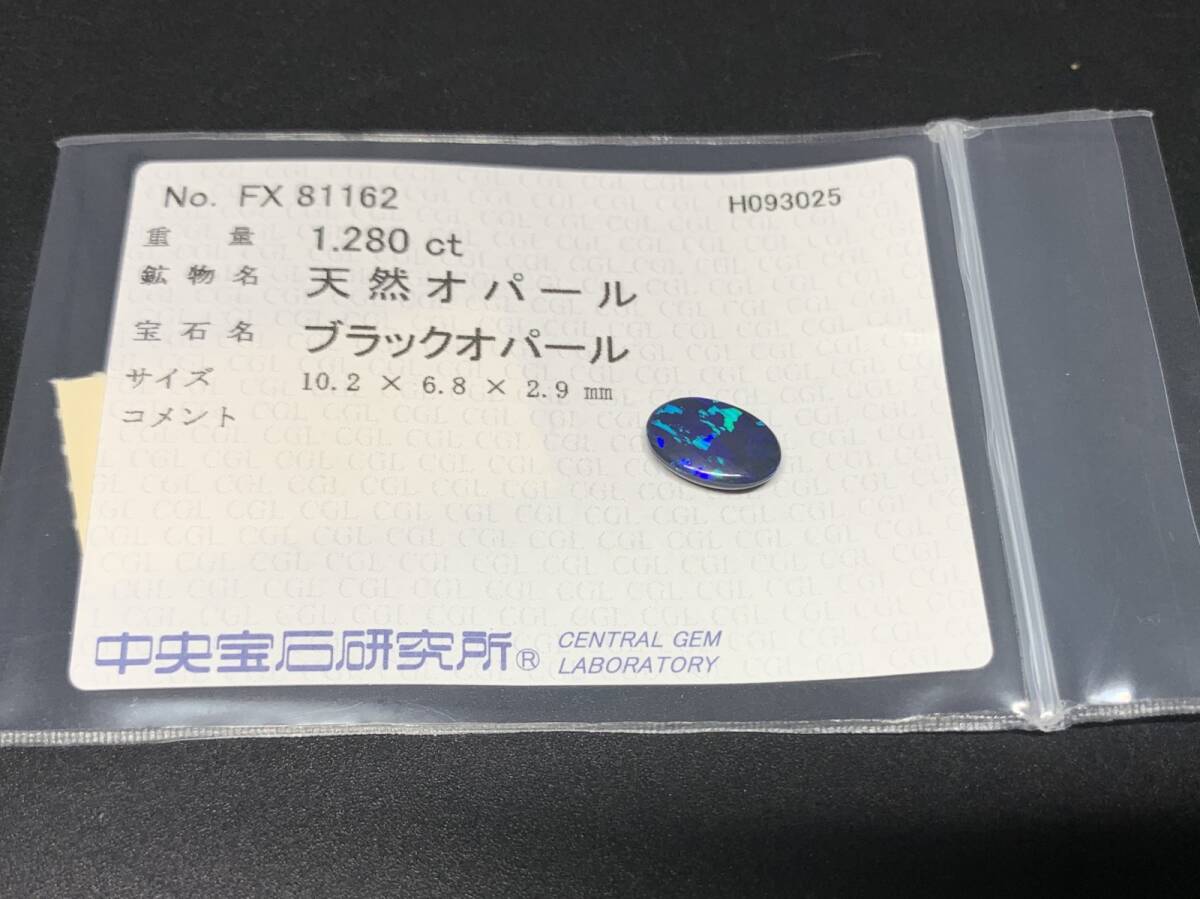 No. FX 81162 H093025
重量 1.280 ct
鉱物名 天然オパール
宝石名 ブラックオパール
サイズ 10.2 × 6.8 × 2.9 mm
コメント
中央宝石研究所® CENTRAL GEM
LABORATORY